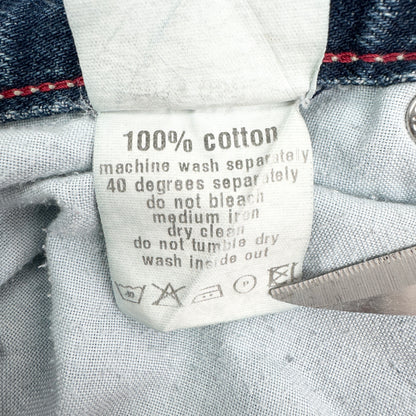 100% cotton
machine wash separately
40 degrees separately
do not bleach
medium iron
dry clean
do not tumble dry
wash inside out